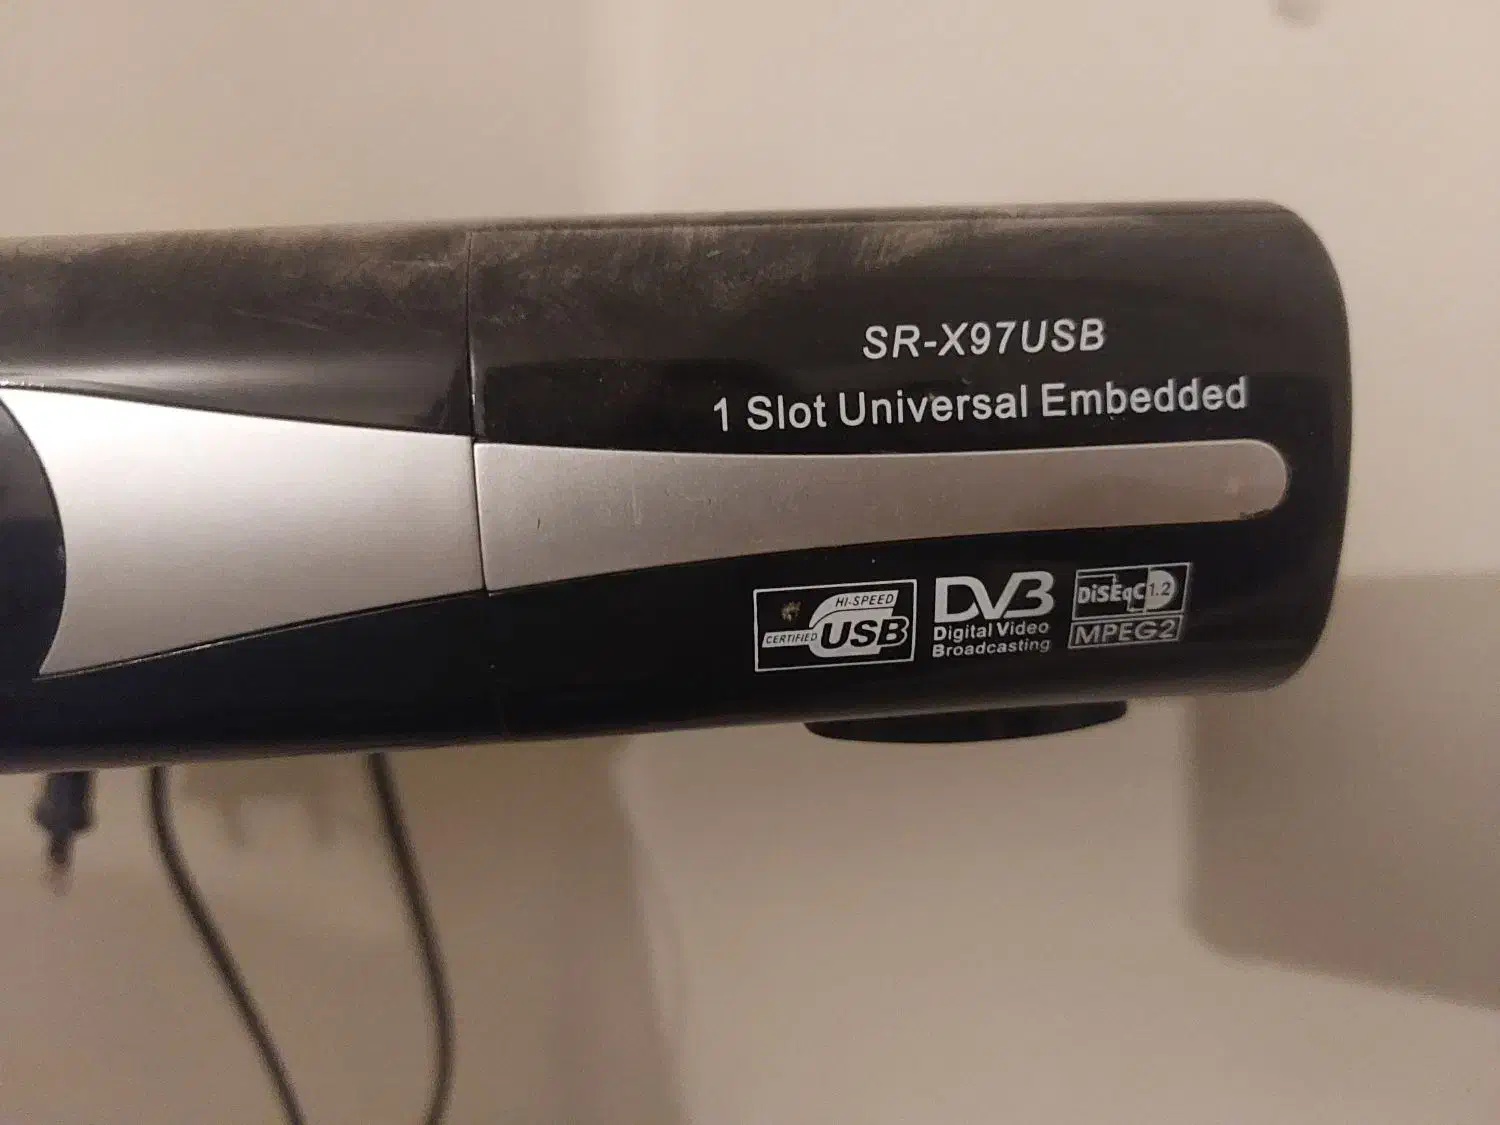 SR-X97USB
1 Slot Universal Embedded
HI-SPEED
CERTIFIED USB
DVB
Digital Video
Broadcasting
DiSEqC 1.2
MPEG2